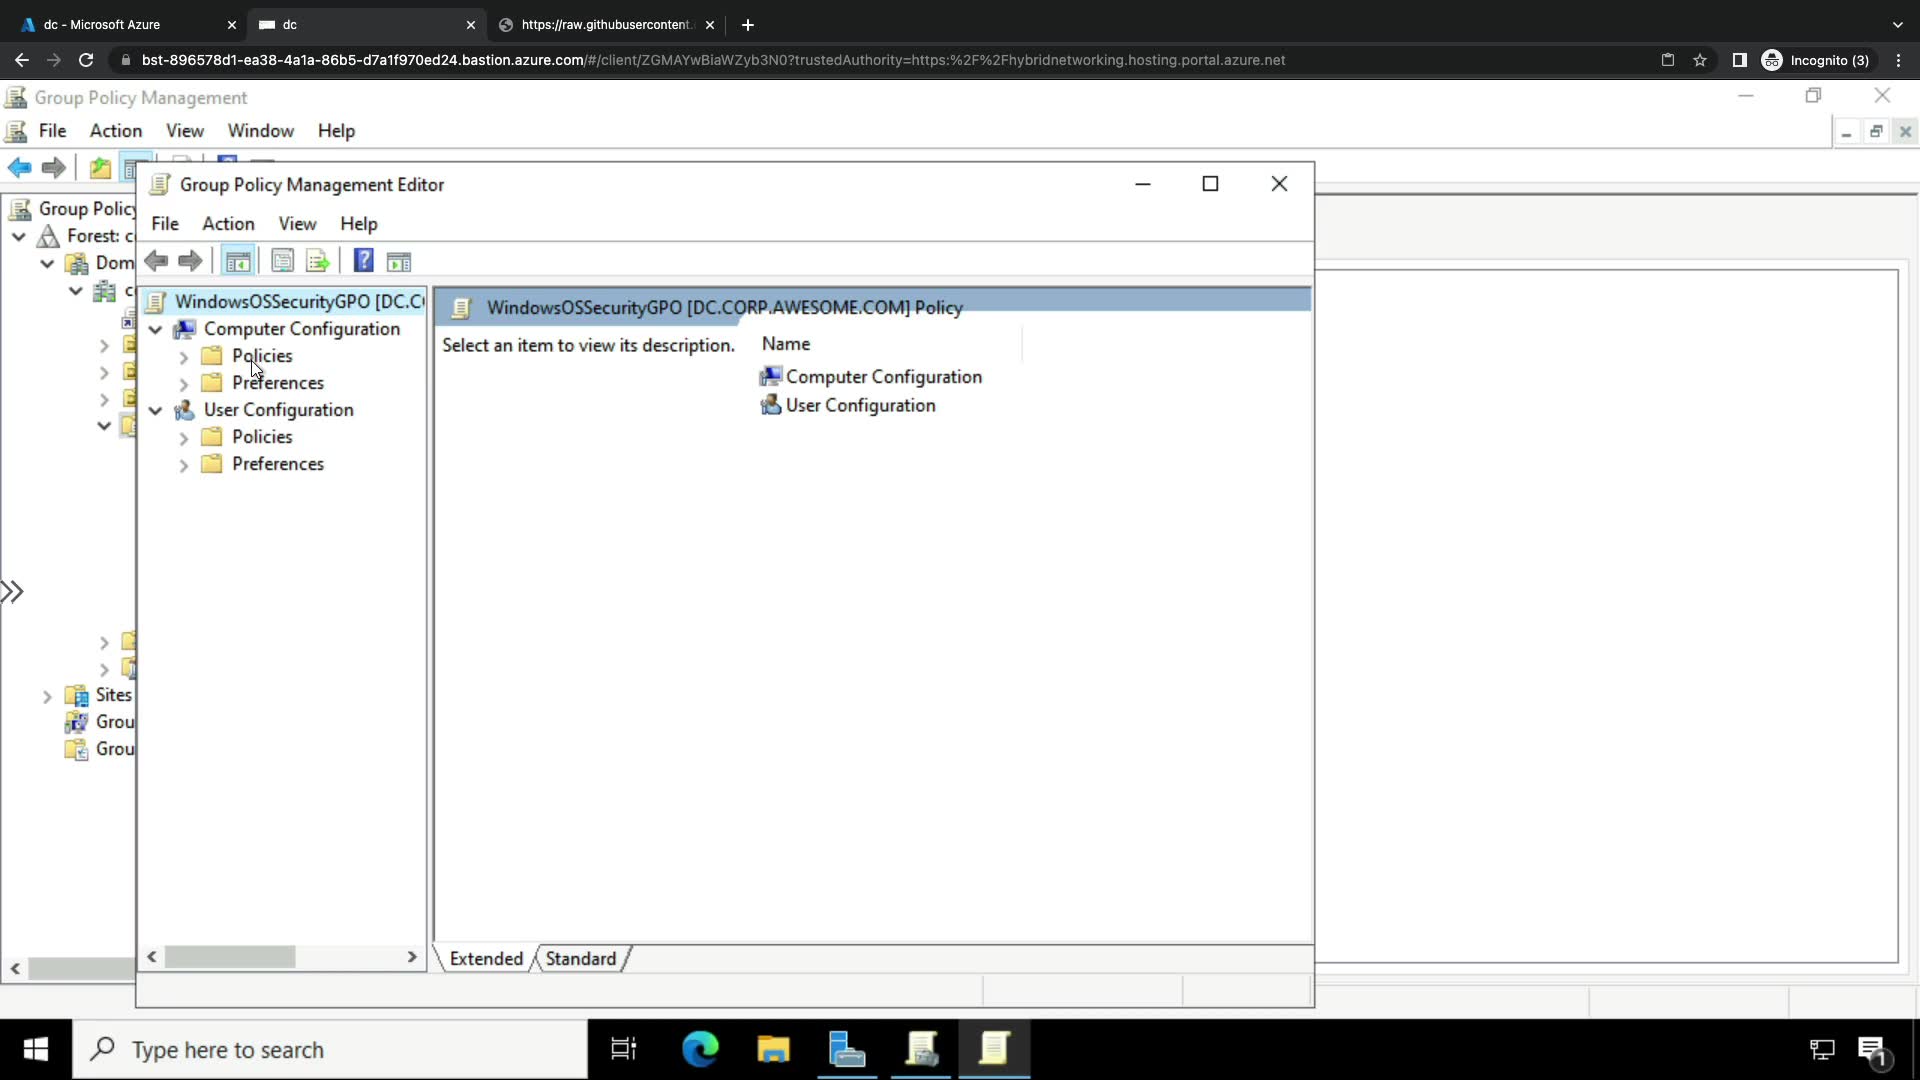 dc - Microsoft Azure
dc
https://raw.githubusercontent.
bst-896578d1-ea38-4a1a-86b5-d7a1f970ed24.bastion.azure.com/#/client/ZGMAYwBiaWZyb3N0?trustedAuthority=https:%2F%2Fhybridnetworking.hosting.portal.azure.net
Incognito (3)
Group Policy Management
File Action View Window Help
Group Policy
Forest: c
Dom
c
Sites
Grou
Grou
Group Policy Management Editor
File Action View Help
WindowsOSSecurityGPO [DC.C
Computer Configuration
Policies
Preferences
User Configuration
Policies
Preferences
WindowsOSSecurityGPO [DC.CORP.AWESOME.COM] Policy
Select an item to view its description.
Name
Computer Configuration
User Configuration
Extended
Standard
Type here to search
1